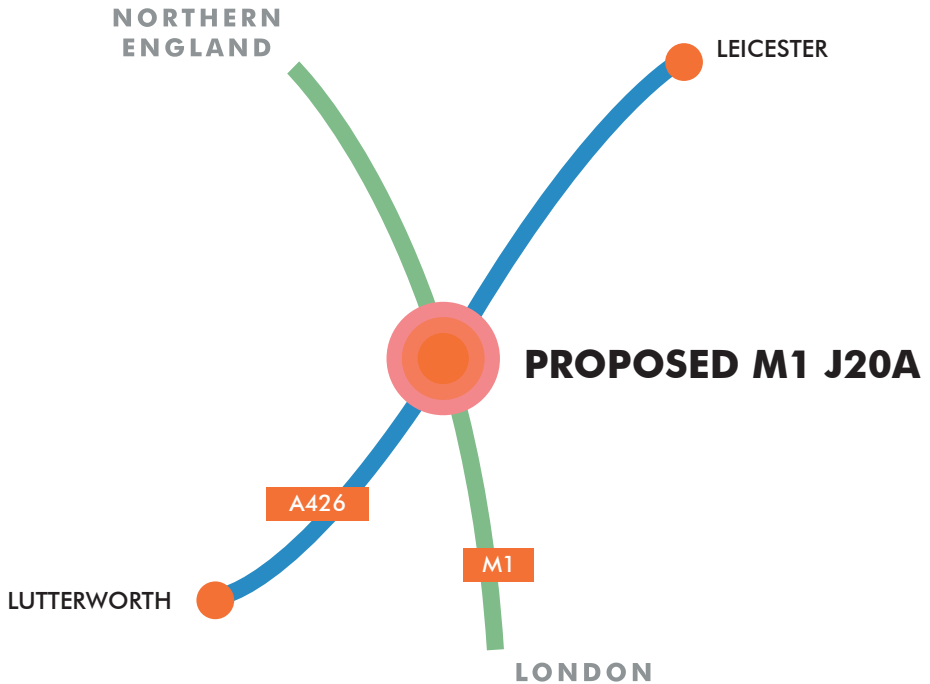 NORTHERN
ENGLAND
LEICESTER
PROPOSED M1 J20A
A426
M1
LUTTERWORTH
LONDON